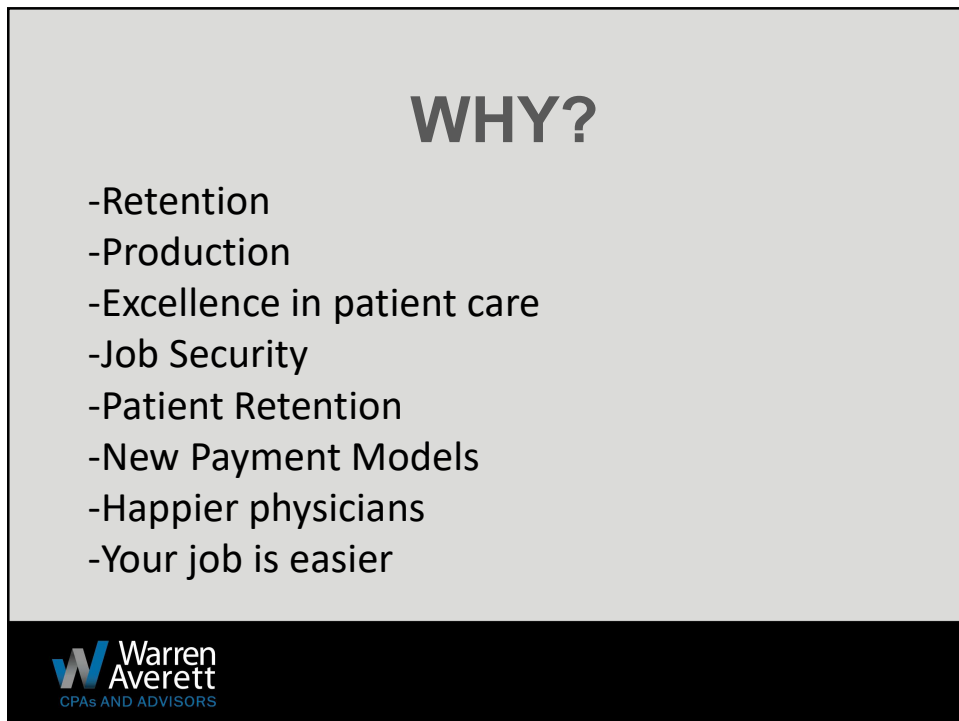 WHY?
-Retention
-Production
-Excellence in patient care
-Job Security
-Patient Retention
-New Payment Models
-Happier physicians
-Your job is easier
Warren
Averett
CPAs AND ADVISORS